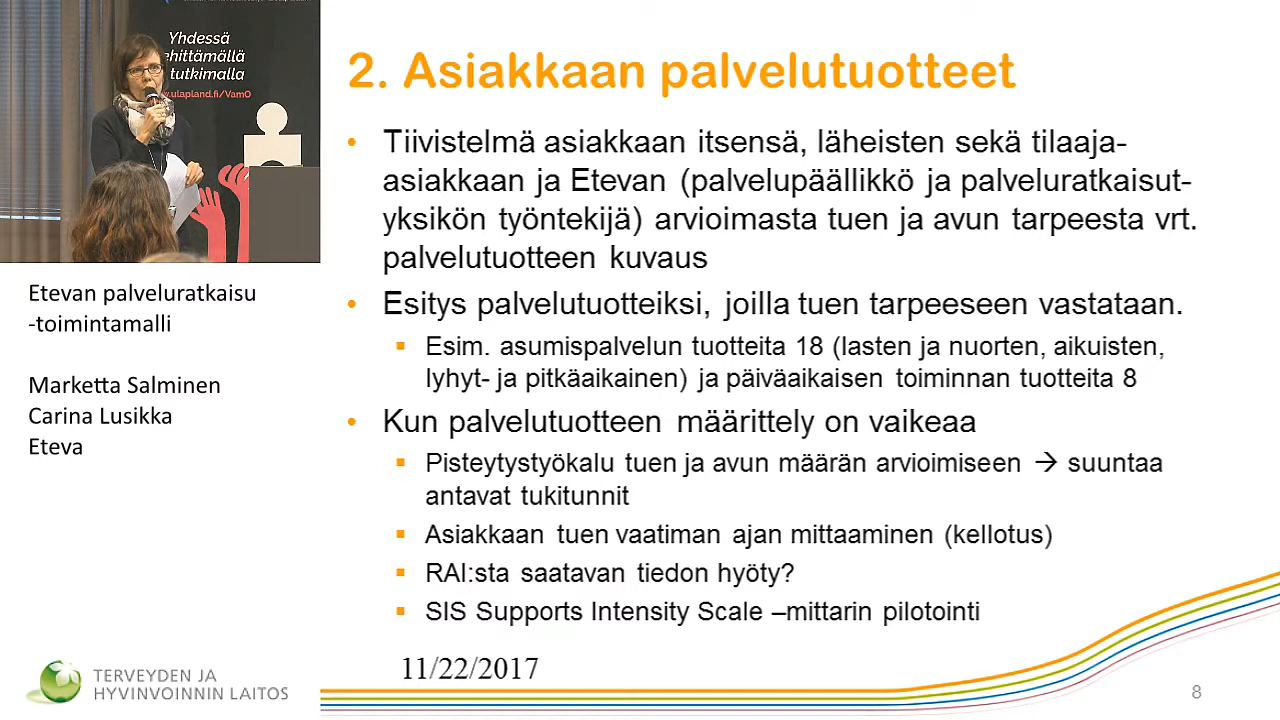 Yhdessä
ehittämällä
tutkimalla
w.ulapland.fi/VamO
Etevan palveluratkaisu
-toimintamalli
Marketta Salminen
Carina Lusikka
Eteva
2. Asiakkaan palvelutuotteet
• Tiivistelmä asiakkaan itsensä, läheisten sekä tilaaja-
asiakkaan ja Etevan (palvelupäällikkö ja palveluratkaisut-
yksikön työntekijä) arvioimasta tuen ja avun tarpeesta vrt.
palvelutuotteen kuvaus
• Esitys palvelutuotteiksi, joilla tuen tarpeeseen vastataan.
▪ Esim. asumispalvelun tuotteita 18 (lasten ja nuorten, aikuisten,
lyhyt- ja pitkäaikainen) ja päiväaikaisen toiminnan tuotteita 8
• Kun palvelutuotteen määrittely on vaikeaa
▪ Pisteytystyökalu tuen ja avun määrän arvioimiseen → suuntaa
antavat tukitunnit
▪ Asiakkaan tuen vaatiman ajan mittaaminen (kellotus)
▪ RAI:sta saatavan tiedon hyöty?
▪ SIS Supports Intensity Scale –mittarin pilotointi
TERVEYDEN JA
HYVINVOINNIN LAITOS
11/22/2017
8